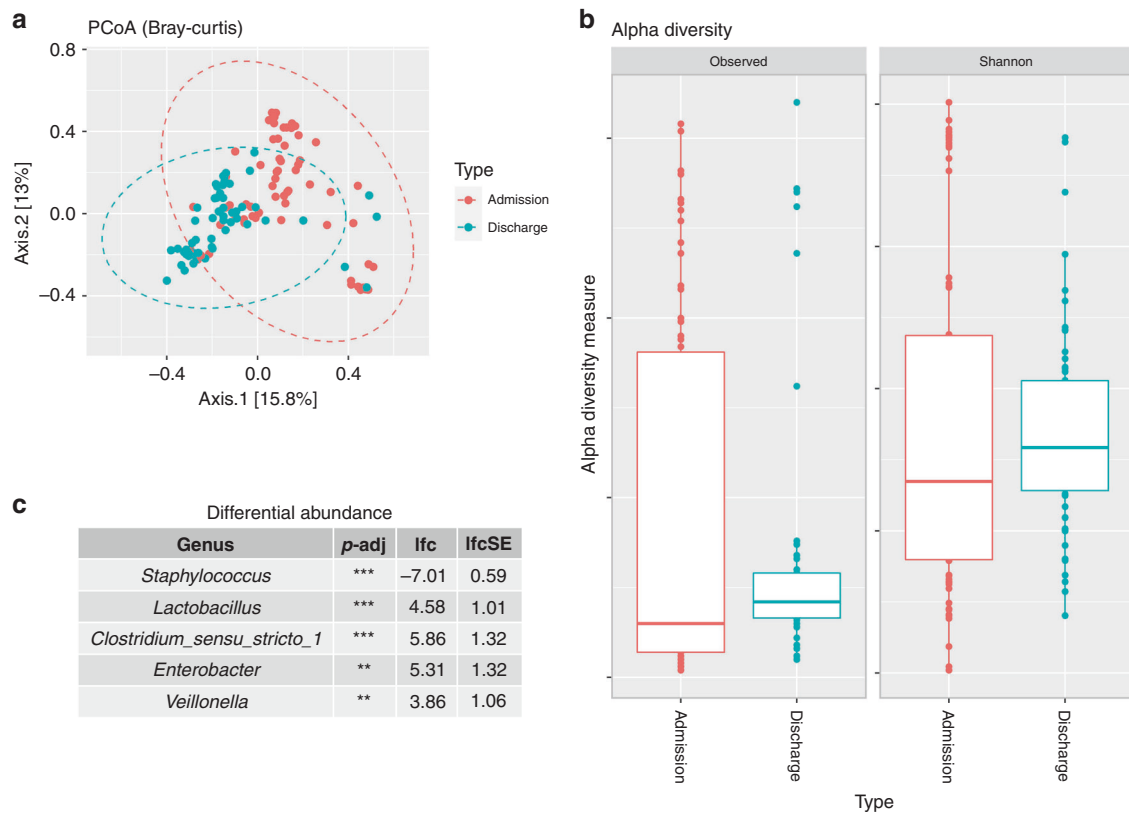 a
PCoA (Bray-curtis)
0.8
0.4
0.0
−0.4
Axis.2 [13%]
−0.4
0.0
0.4
Axis.1 [15.8%]
Type
Admission
Discharge
b
Alpha diversity
Observed
Shannon
Alpha diversity measure
Admission
Discharge
Admission
Discharge
Type
c
Differential abundance
Genus p-adj lfc lfcSE
Staphylococcus *** −7.01 0.59
Lactobacillus *** 4.58 1.01
Clostridium_sensu_stricto_1 *** 5.86 1.32
Enterobacter ** 5.31 1.32
Veillonella ** 3.86 1.06